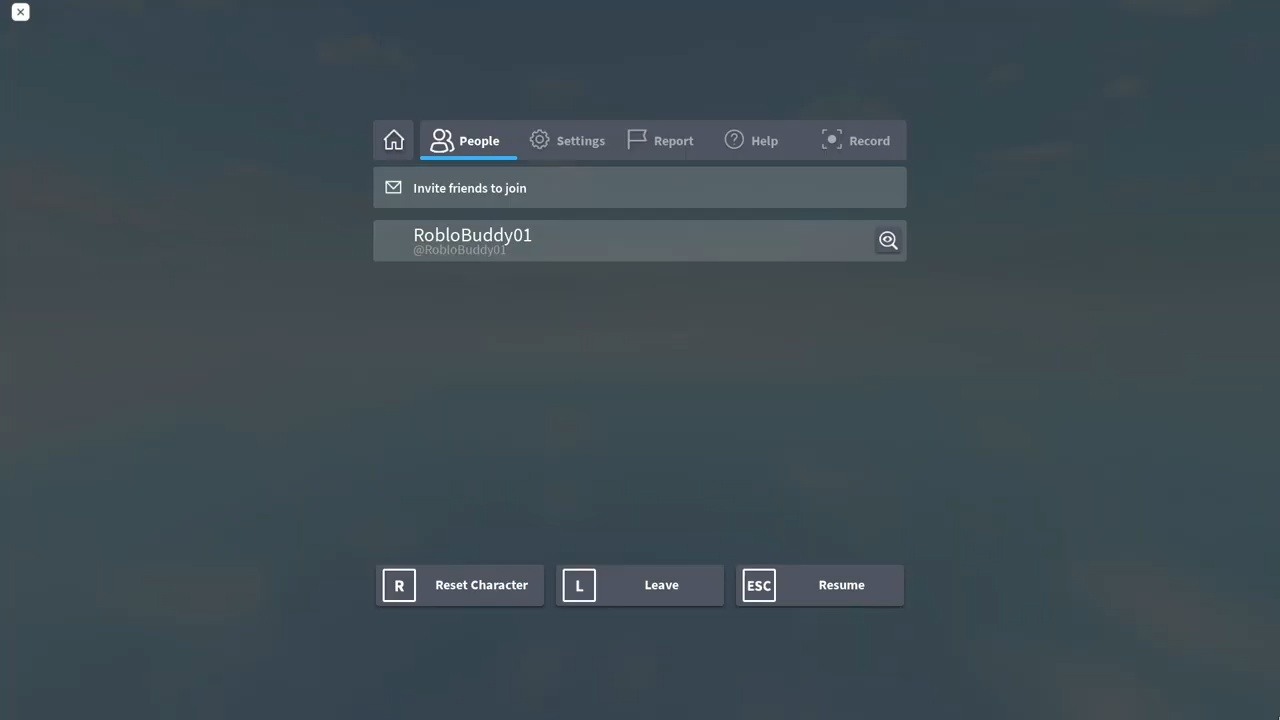 People
Settings
Report
Help
Record
Invite friends to join
RobloBuddy01
@RobloBuddy01
R
Reset Character
L
Leave
ESC
Resume